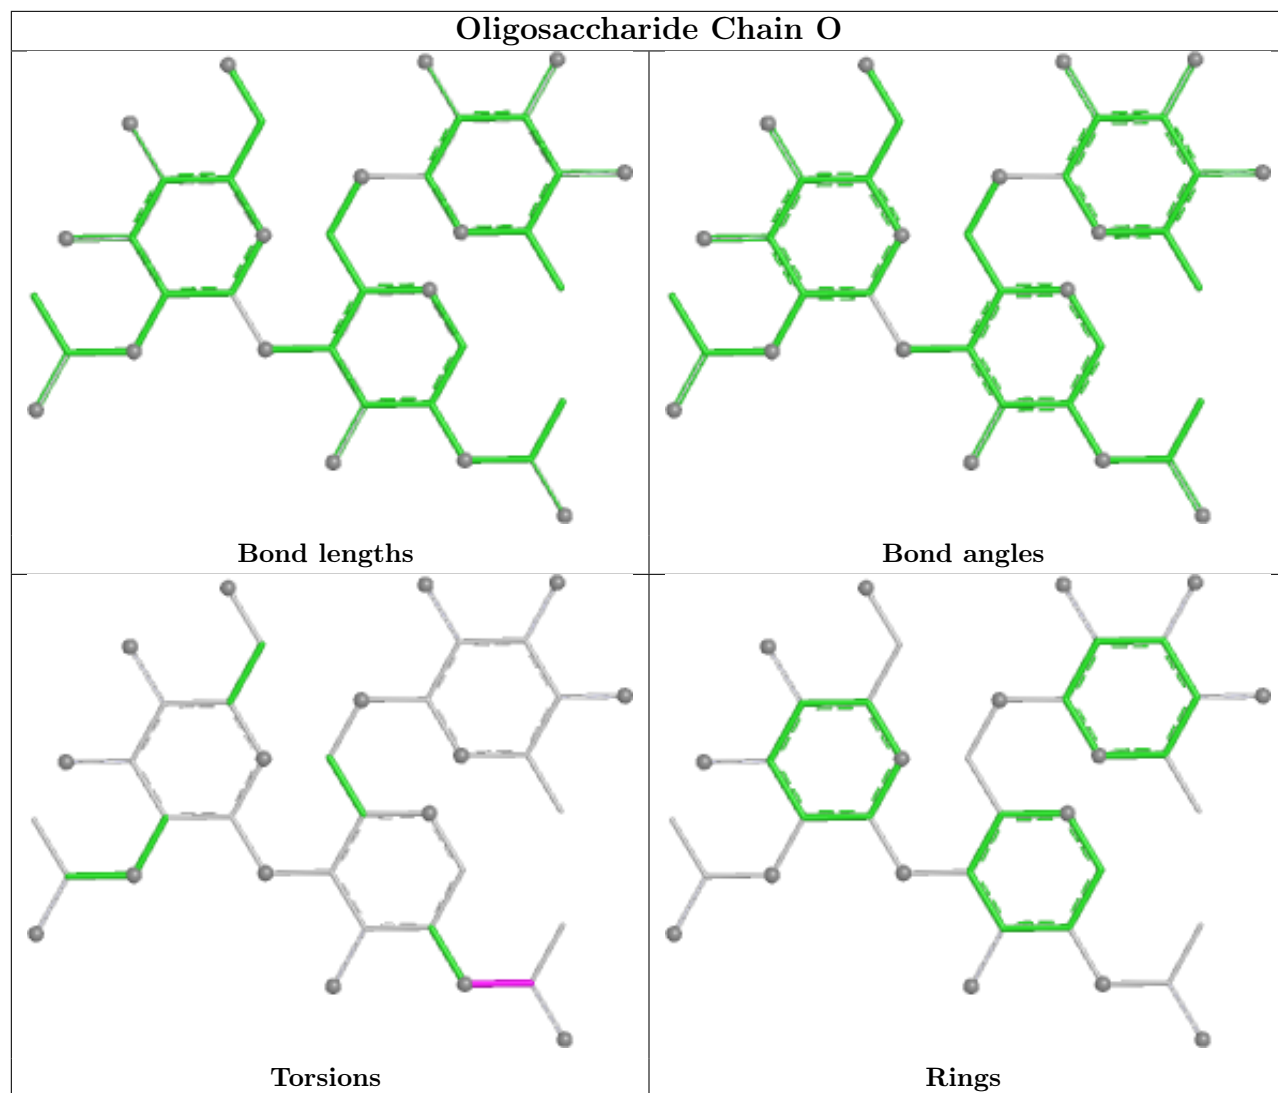 Oligosaccharide Chain O
Bond lengths
Bond angles
Torsions
Rings